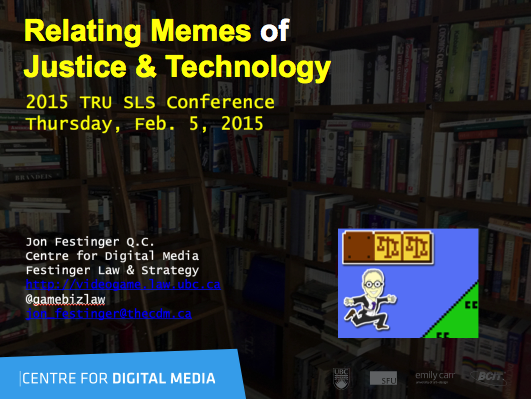 Relating Memes of
Justice & Technology
2015 TRU SLS Conference
Thursday, Feb. 5, 2015
Jon Festinger Q.C.
Centre for Digital Media
Festinger Law & Strategy
http://videogame.law.ubc.ca
@gamebizlaw
jon_festinger@thecdm.ca
CENTRE FOR DIGITAL MEDIA
UBC
SFU
emily carr
BCIT
BRANDEIS